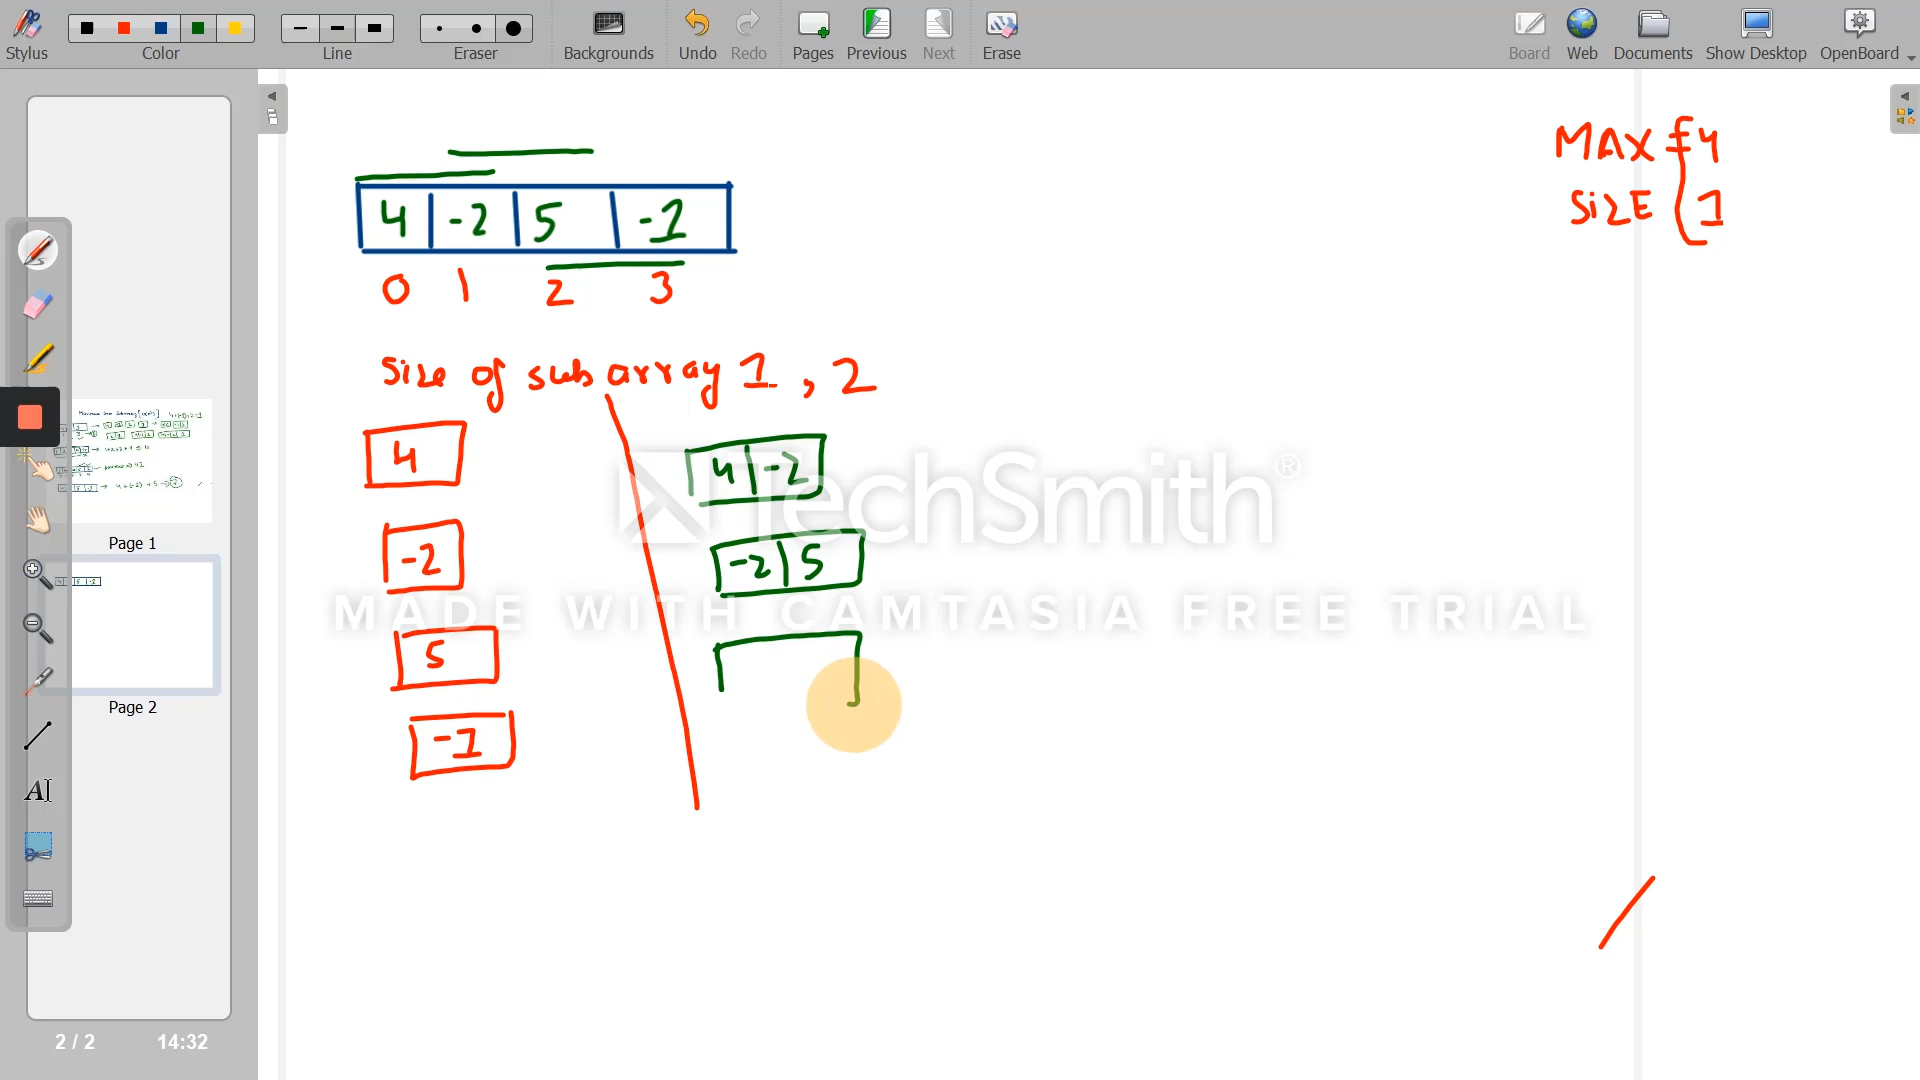 Stylus
Color
Line
Eraser
Backgrounds
Undo
Redo
Pages
Previous
Next
Erase
Board
Web
Documents
Show Desktop
OpenBoard
MAX = 4
SIZE 1
4 -2 5 -1
0 1 2 3
Size of sub array 1, 2
4
4 -2
-2
-2 5
5
-1
TechSmith®
MADE WITH CAMTASIA FREE TRIAL
Page 1
Page 2
2 / 2
14:32